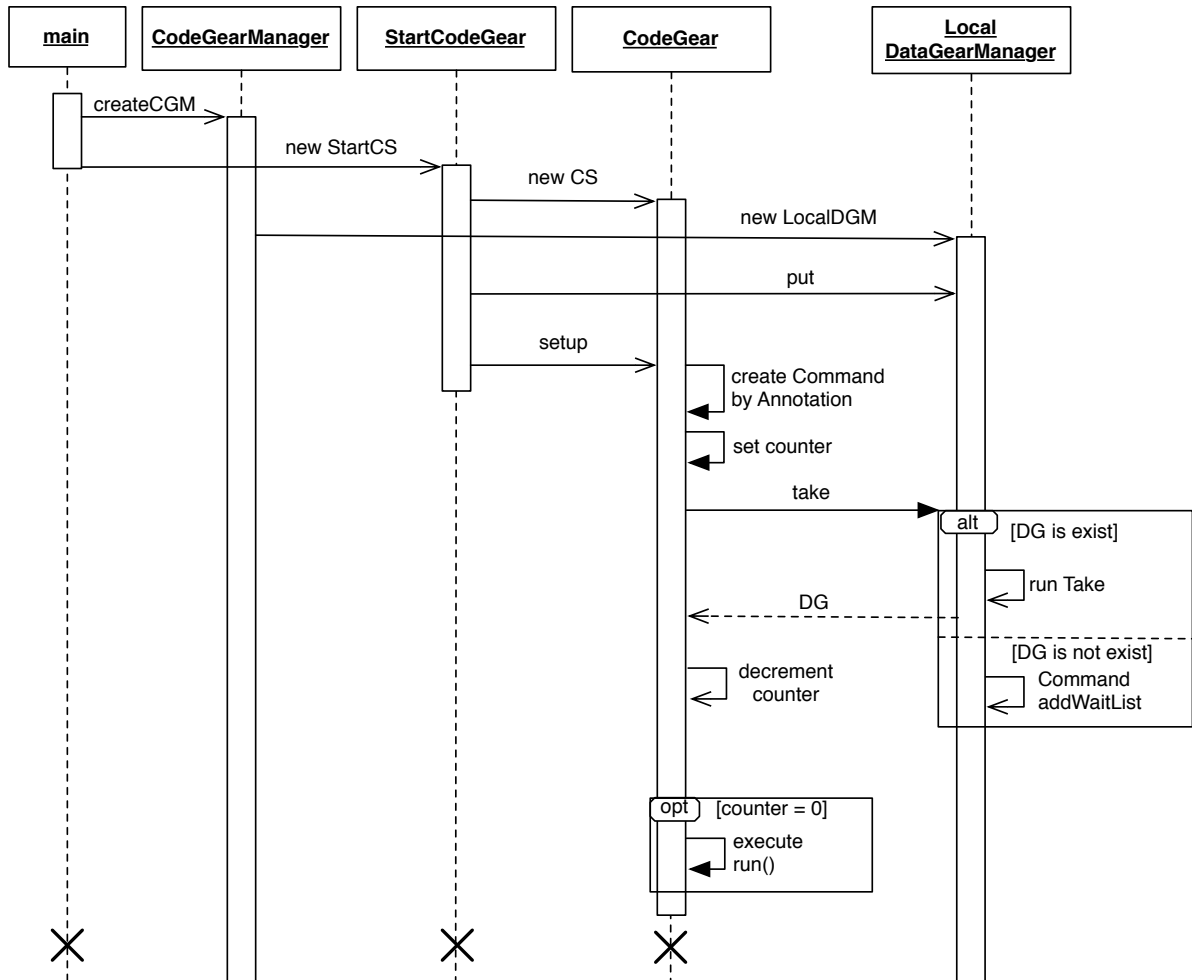 main
CodeGearManager
StartCodeGear
CodeGear
Local
DataGearManager
createCGM
new StartCS
new CS
new LocalDGM
put
setup
create Command
by Annotation
set counter
take
alt
[DG is exist]
run Take
DG
[DG is not exist]
decrement
counter
Command
addWaitList
opt
[counter = 0]
execute
run()